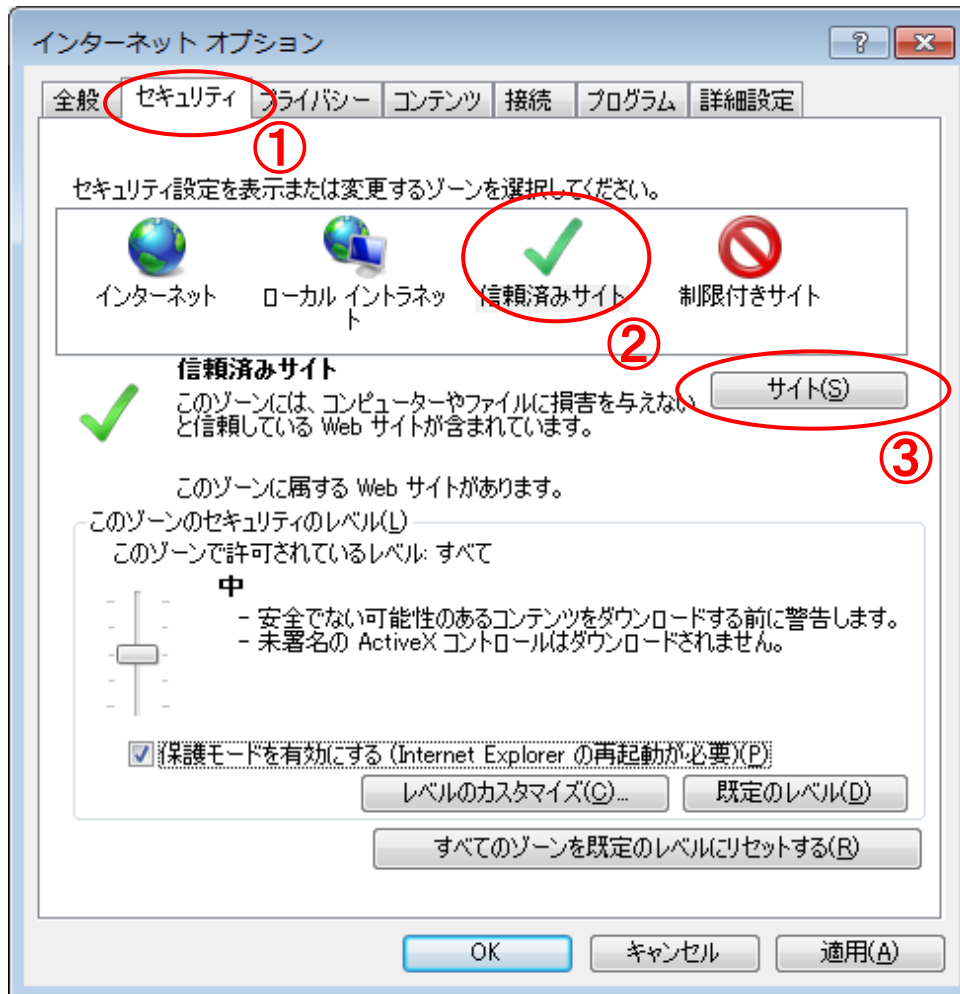 インターネット オプション
全般 セキュリティ プライバシー コンテンツ 接続 プログラム 詳細設定
①
セキュリティ設定を表示または変更するゾーンを選択してください。
インターネット ローカル イントラネッ 信頼済みサイト 制限付きサイト
ト
②
信頼済みサイト
サイト(S)
このゾーンには、コンピューターやファイルに損害を与えない
と信頼している Web サイトが含まれています。
③
このゾーンに属する Web サイトがあります。
このゾーンのセキュリティのレベル(L)
このゾーンで許可されているレベル: すべて
中
- 安全でない可能性のあるコンテンツをダウンロードする前に警告します。
- 未署名の ActiveX コントロールはダウンロードされません。
保護モードを有効にする (Internet Explorer の再起動が必要)(P)
レベルのカスタマイズ(C)... 既定のレベル(D)
すべてのゾーンを既定のレベルにリセットする(R)
OK キャンセル 適用(A)